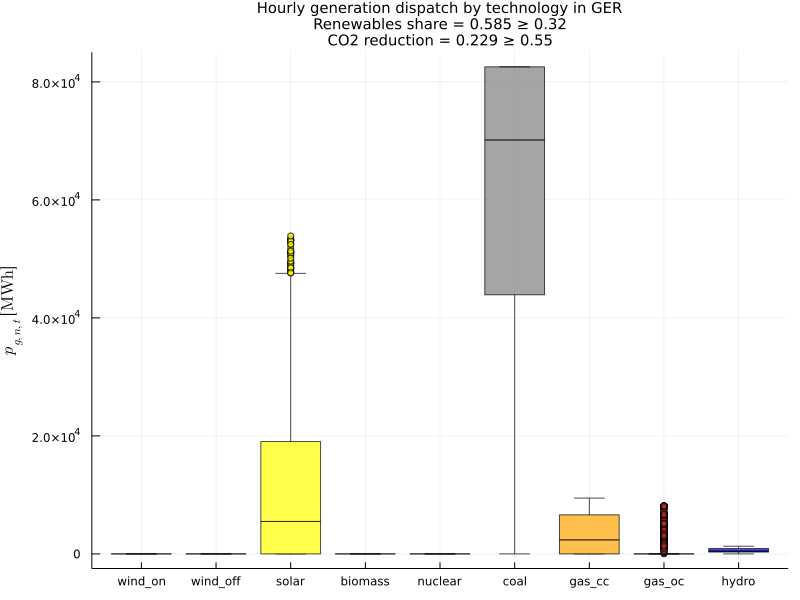 Hourly generation dispatch by technology in GER
Renewables share = 0.585 ≥ 0.32
CO2 reduction = 0.229 ≥ 0.55
p_{g,n,t} [MWh]
8.0×10⁴
6.0×10⁴
4.0×10⁴
2.0×10⁴
0
wind_on wind_off solar biomass nuclear coal gas_cc gas_oc hydro